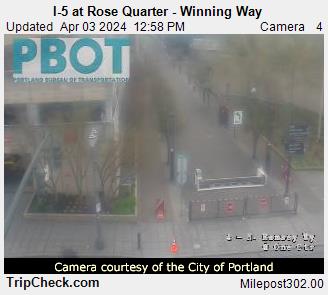 I-5 at Rose Quarter - Winning Way
Updated Apr 03 2024 12:58 PM Camera 4
PBOT
PORTLAND BUREAU OF TRANSPORTATION
Camera courtesy of the City of Portland
TripCheck.com Milepost302.00